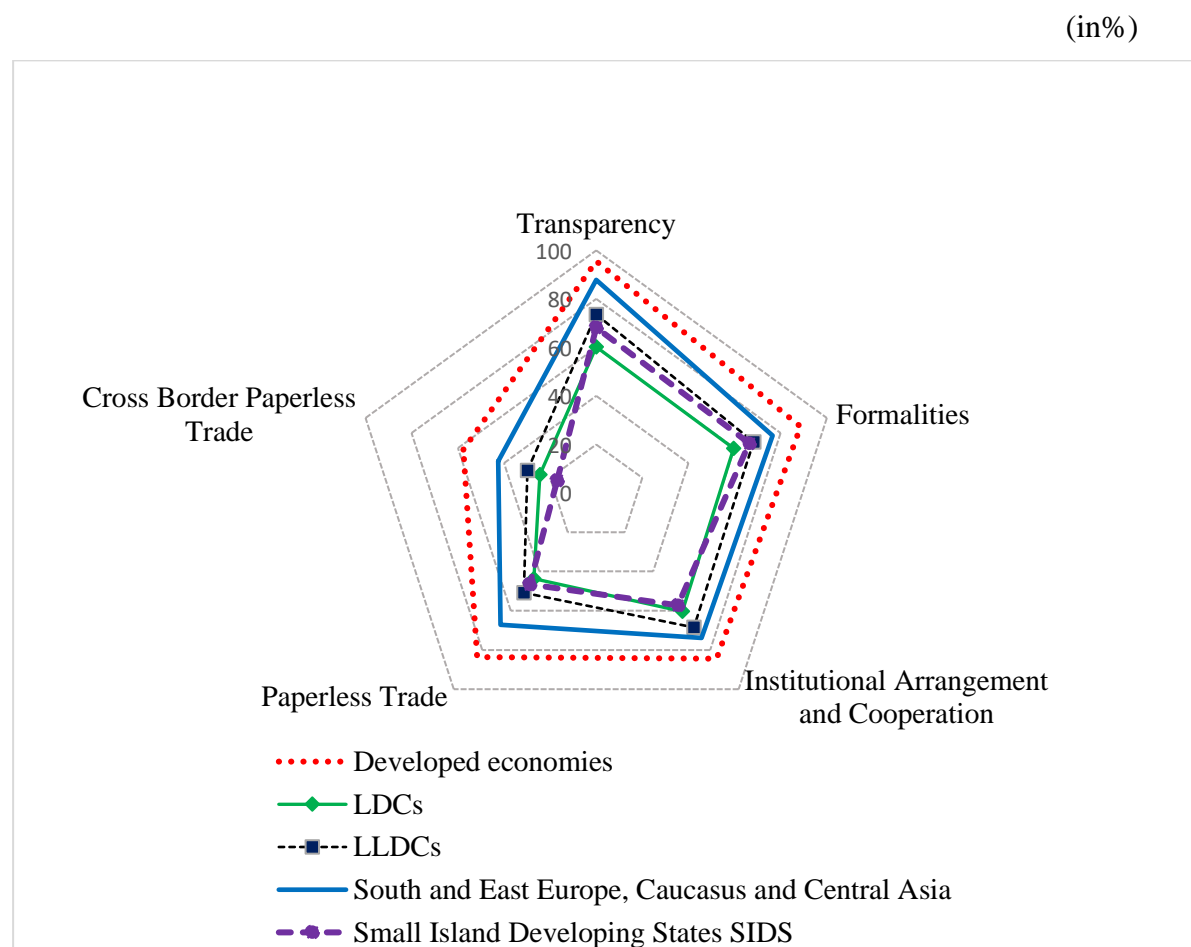 (in%)
Transparency
100
80
60
40
20
0
Cross Border Paperless
Trade
Formalities
Paperless Trade
Institutional Arrangement
and Cooperation
Developed economies
LDCs
LLDCs
South and East Europe, Caucasus and Central Asia
Small Island Developing States SIDS